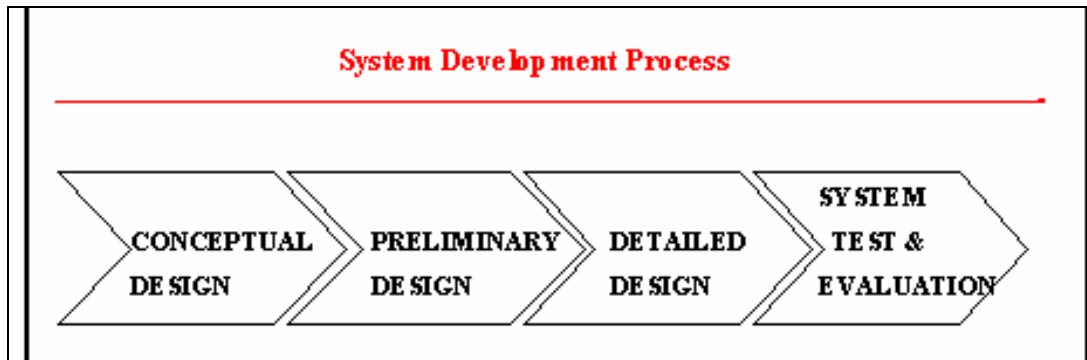 System Development Process
CONCEPTUAL
DESIGN
PRELIMINARY
DESIGN
DETAILED
DESIGN
SYSTEM
TEST &
EVALUATION